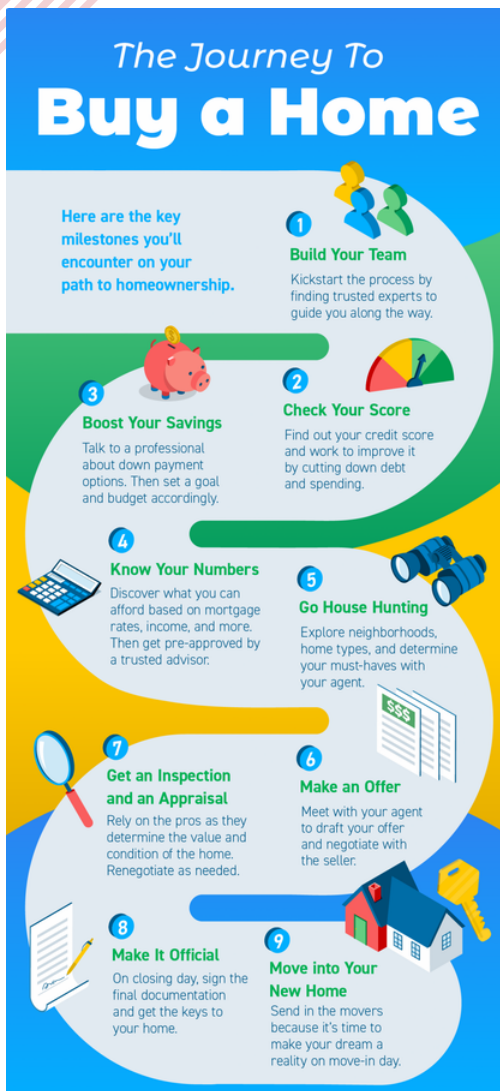 The Journey To
Buy a Home
Here are the key
milestones you'll
encounter on your
path to homeownership.
1
Build Your Team
Kickstart the process by
finding trusted experts to
guide you along the way.
2
Check Your Score
Find out your credit score
and work to improve it
by cutting down debt
and spending.
3
Boost Your Savings
Talk to a professional
about down payment
options. Then set a goal
and budget accordingly.
4
Know Your Numbers
Discover what you can
afford based on mortgage
rates, income, and more.
Then get pre-approved by
a trusted advisor.
5
Go House Hunting
Explore neighborhoods,
home types, and determine
your must-haves with
your agent.
$$$
6
Make an Offer
Meet with your agent
to draft your offer
and negotiate with
the seller.
7
Get an Inspection
and an Appraisal
Rely on the pros as they
determine the value and
condition of the home.
Renegotiate as needed.
8
Make It Official
On closing day, sign the
final documentation
and get the keys to
your home.
9
Move into Your
New Home
Send in the movers
because it's time to
make your dream a
reality on move-in day.